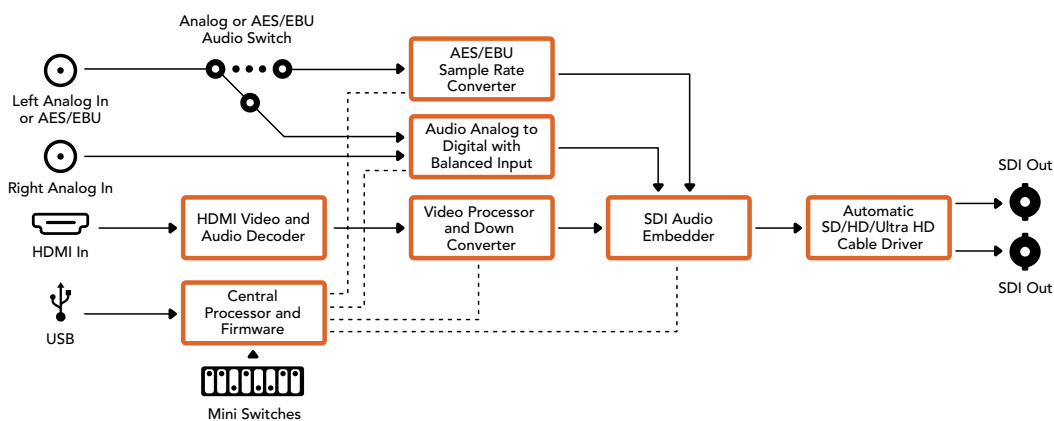 Analog or AES/EBU
Audio Switch
Left Analog In
or AES/EBU
AES/EBU
Sample Rate
Converter
Audio Analog to
Digital with
Balanced Input
Right Analog In
HDMI In
HDMI Video and
Audio Decoder
Video Processor
and Down
Converter
SDI Audio
Embedder
Automatic
SD/HD/Ultra HD
Cable Driver
SDI Out
SDI Out
USB
Central
Processor and
Firmware
Mini Switches